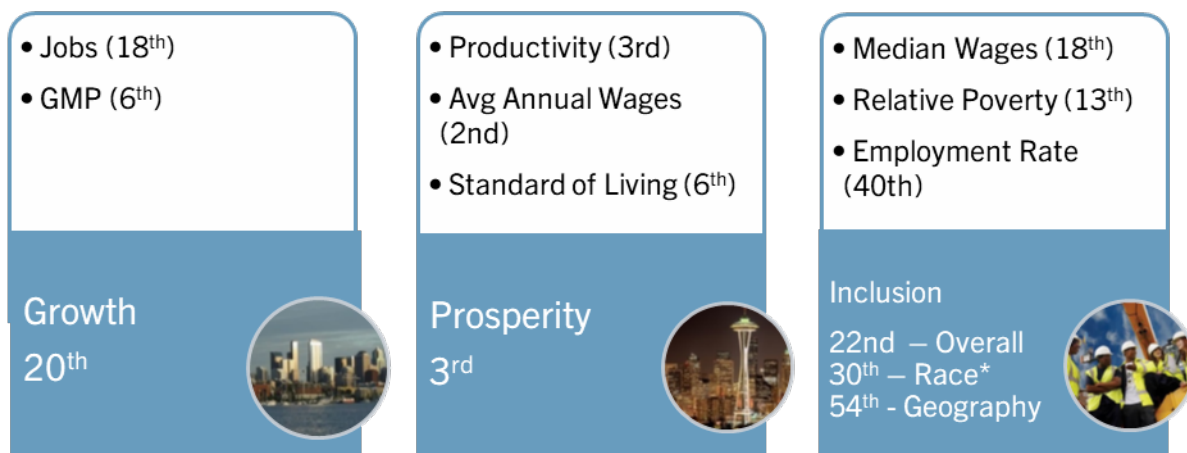 • Jobs (18th)
• GMP (6th)
Growth
20th
• Productivity (3rd)
• Avg Annual Wages
(2nd)
• Standard of Living (6th)
Prosperity
3rd
• Median Wages (18th)
• Relative Poverty (13th)
• Employment Rate
(40th)
Inclusion
22nd – Overall
30th – Race*
54th - Geography